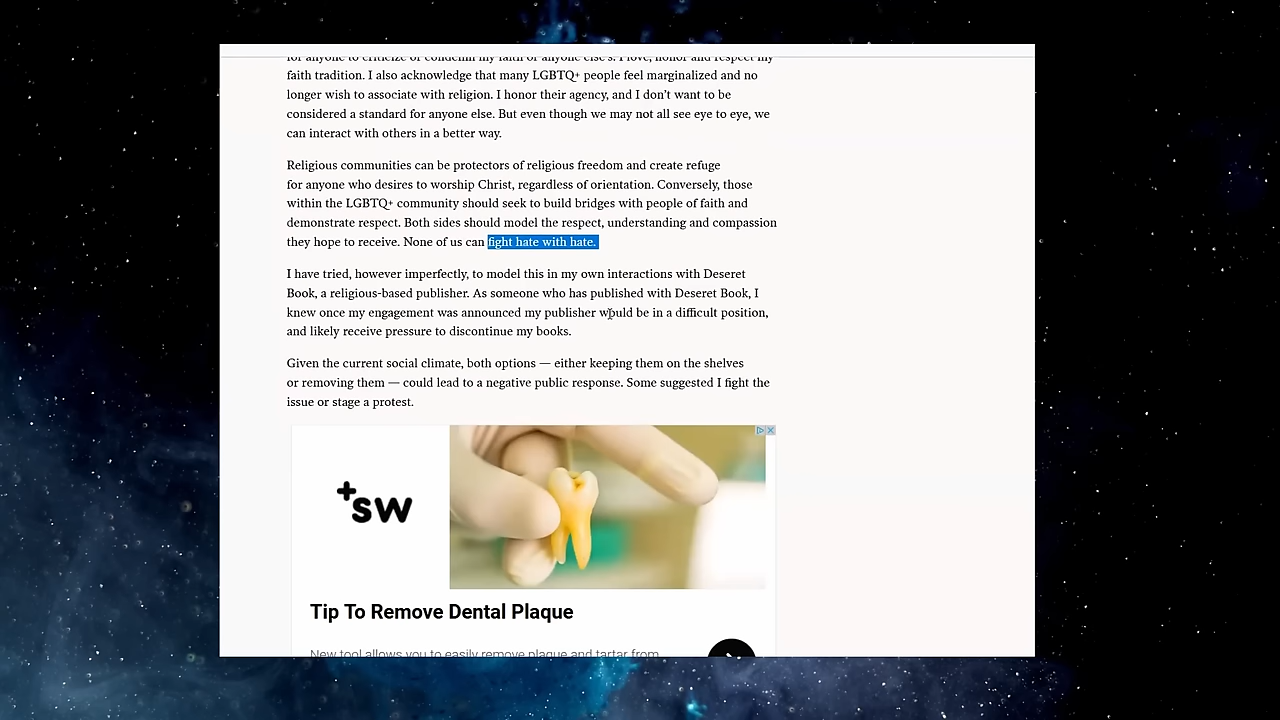 for anyone to criticize or condemn my faith or anyone else's. I love, honor and respect my
faith tradition. I also acknowledge that many LGBTQ+ people feel marginalized and no
longer wish to associate with religion. I honor their agency, and I don’t want to be
considered a standard for anyone else. But even though we may not all see eye to eye, we
can interact with others in a better way.
Religious communities can be protectors of religious freedom and create refuge
for anyone who desires to worship Christ, regardless of orientation. Conversely, those
within the LGBTQ+ community should seek to build bridges with people of faith and
demonstrate respect. Both sides should model the respect, understanding and compassion
they hope to receive. None of us can fight hate with hate.
I have tried, however imperfectly, to model this in my own interactions with Deseret
Book, a religious-based publisher. As someone who has published with Deseret Book, I
knew once my engagement was announced my publisher would be in a difficult position,
and likely receive pressure to discontinue my books.
Given the current social climate, both options — either keeping them on the shelves
or removing them — could lead to a negative public response. Some suggested I fight the
issue or stage a protest.
+sw
Tip To Remove Dental Plaque
New tool allows you to easily remove plaque and tartar from